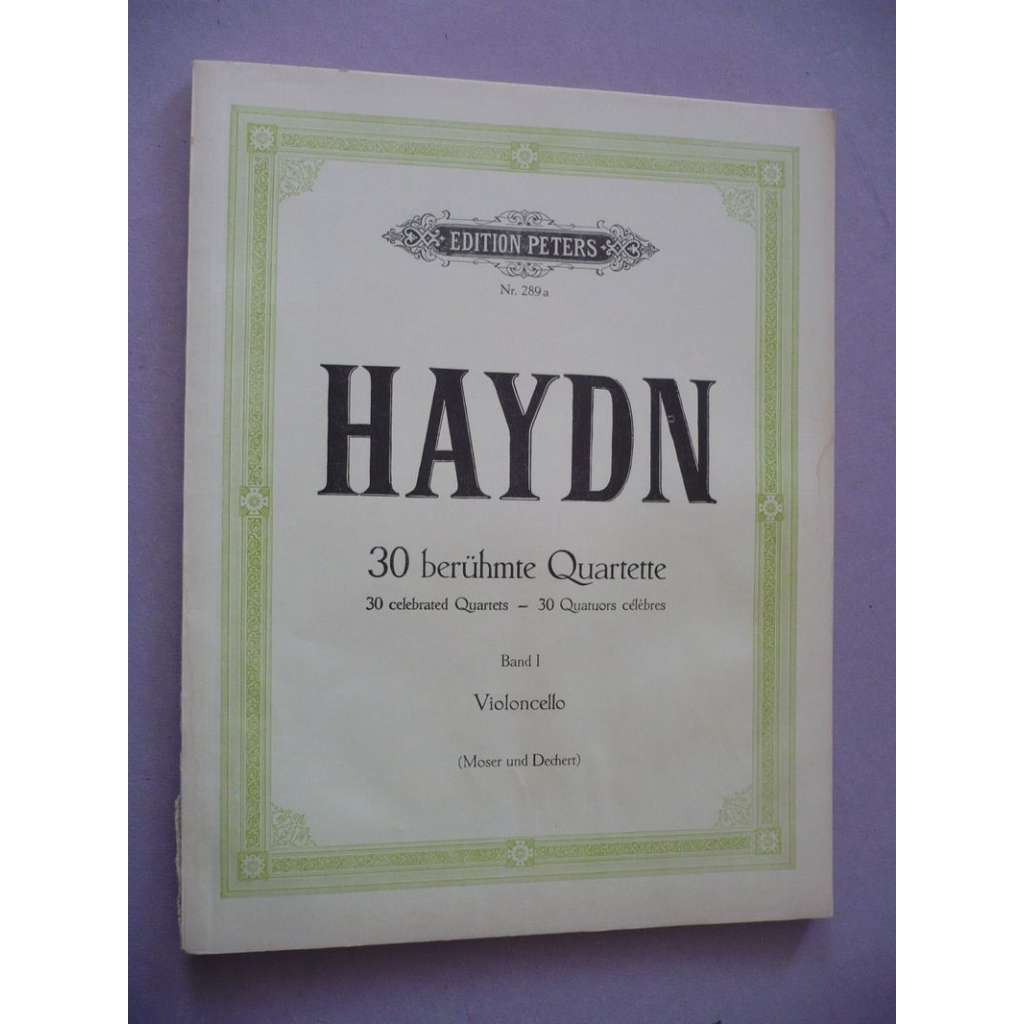 EDITION PETERS
Nr. 289a
HAYDN
30 berühmte Quartette
30 celebrated Quartets – 30 Quatuors célèbres
Band I
Violoncello
(Moser und Dechert)